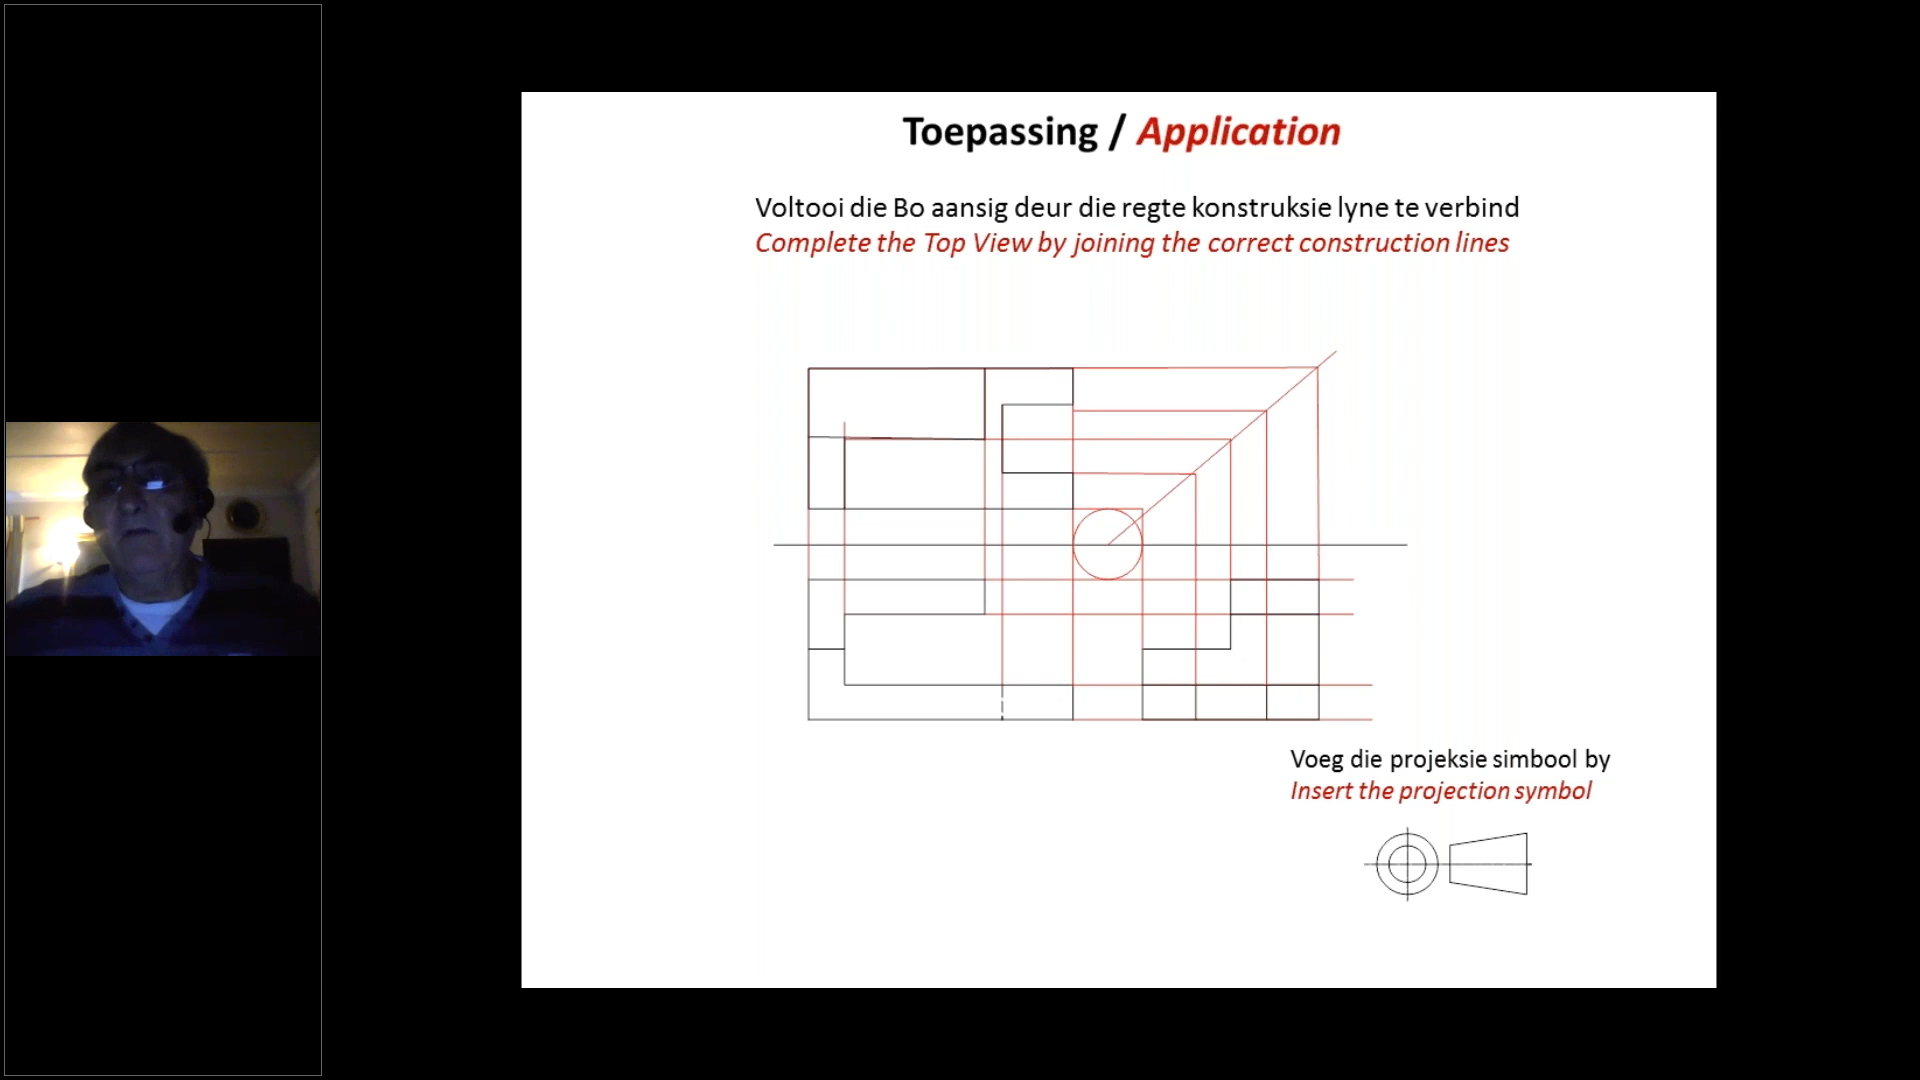 Toepassing / Application
Voltooi die Bo aansig deur die regte konstruksie lyne te verbind
Complete the Top View by joining the correct construction lines
Voeg die projeksie simbool by
Insert the projection symbol